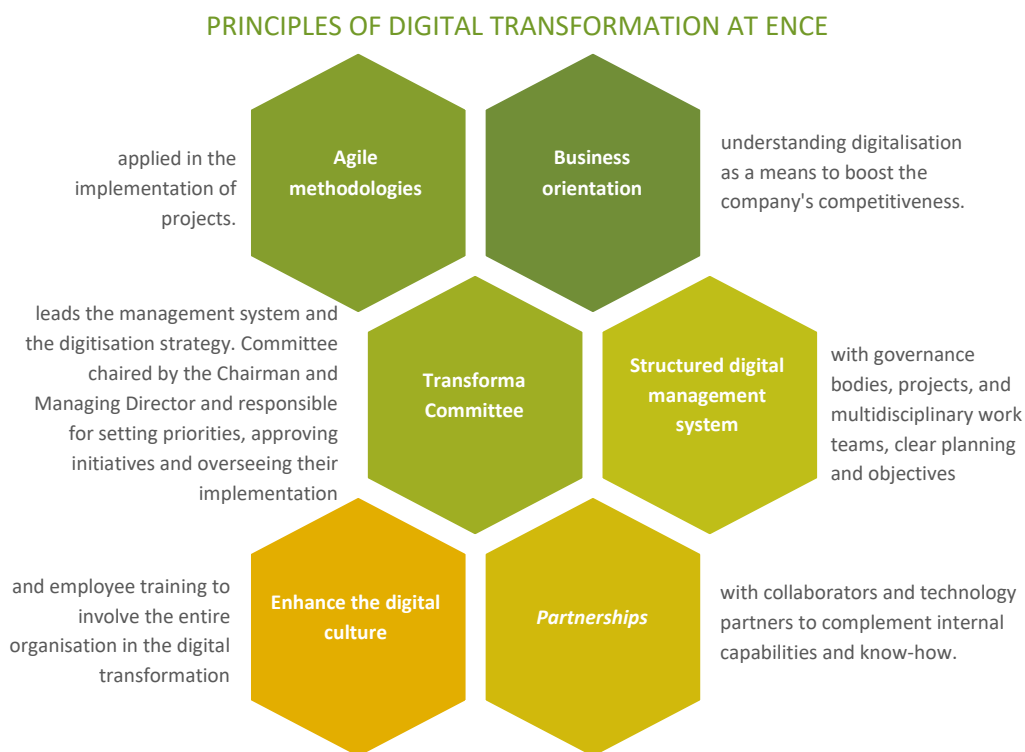 PRINCIPLES OF DIGITAL TRANSFORMATION AT ENCE
applied in the
implementation of
projects.
Agile
methodologies
Business
orientation
understanding digitalisation
as a means to boost the
company's competitiveness.
leads the management system and
the digitisation strategy. Committee
chaired by the Chairman and
Managing Director and responsible
for setting priorities, approving
initiatives and overseeing their
implementation
Transforma
Committee
Structured digital
management
system
with governance
bodies, projects, and
multidisciplinary work
teams, clear planning
and objectives
and employee training to
involve the entire
organisation in the digital
transformation
Enhance the digital
culture
Partnerships
with collaborators and technology
partners to complement internal
capabilities and know-how.